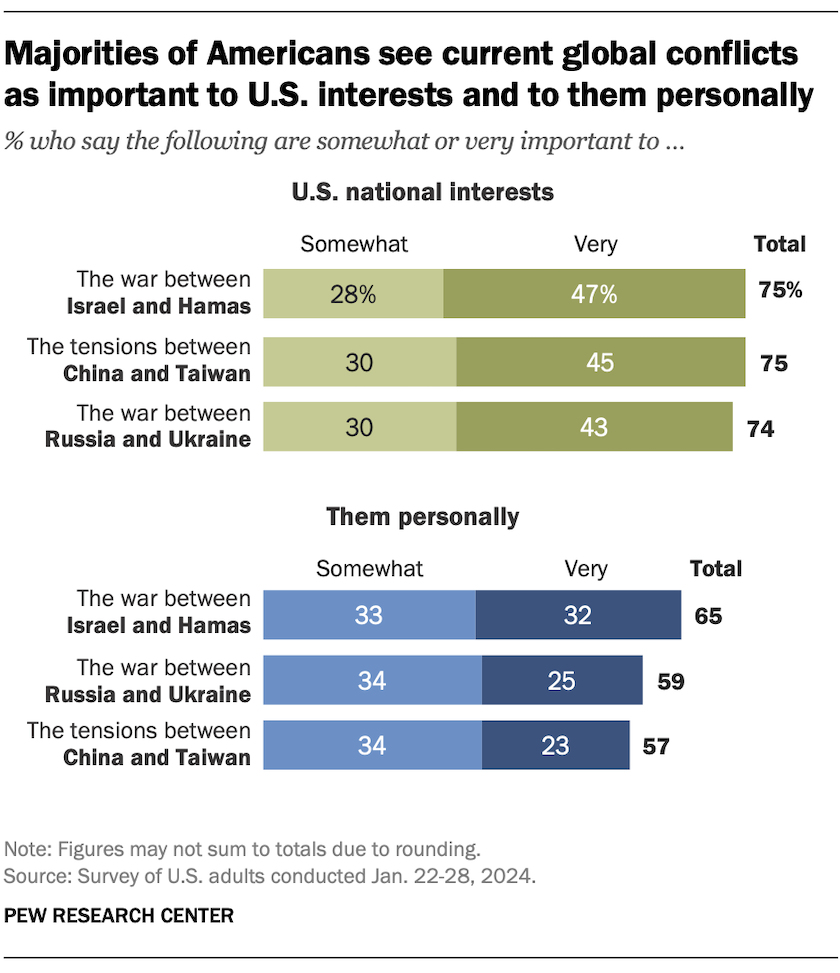 Majorities of Americans see current global conflicts
as important to U.S. interests and to them personally
% who say the following are somewhat or very important to ...
U.S. national interests
Somewhat Very Total
The war between
Israel and Hamas 28% 47% 75%
The tensions between
China and Taiwan 30 45 75
The war between
Russia and Ukraine 30 43 74
Them personally
Somewhat Very Total
The war between
Israel and Hamas 33 32 65
The war between
Russia and Ukraine 34 25 59
The tensions between
China and Taiwan 34 23 57
Note: Figures may not sum to totals due to rounding.
Source: Survey of U.S. adults conducted Jan. 22-28, 2024.
PEW RESEARCH CENTER